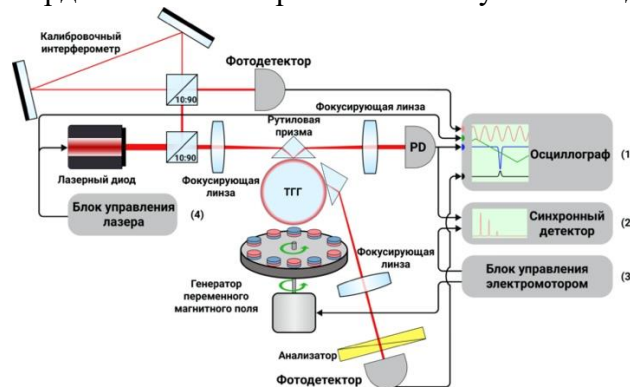 Калибровочный
интерферометр
Фотодетектор
10:90
Фокусирующая линза
Рутиловая
призма
10:90
PD
Осциллограф
(1
Лазерный диод
Фокусирующая
линза
ТГГ
Блок управления
лазера
(4)
Синхронный
детектор
(2
Фокусирующая
линза
Генератор
переменного
магнитного поля
Блок управления
электромотором
(3
Анализатор
Фотодетектор